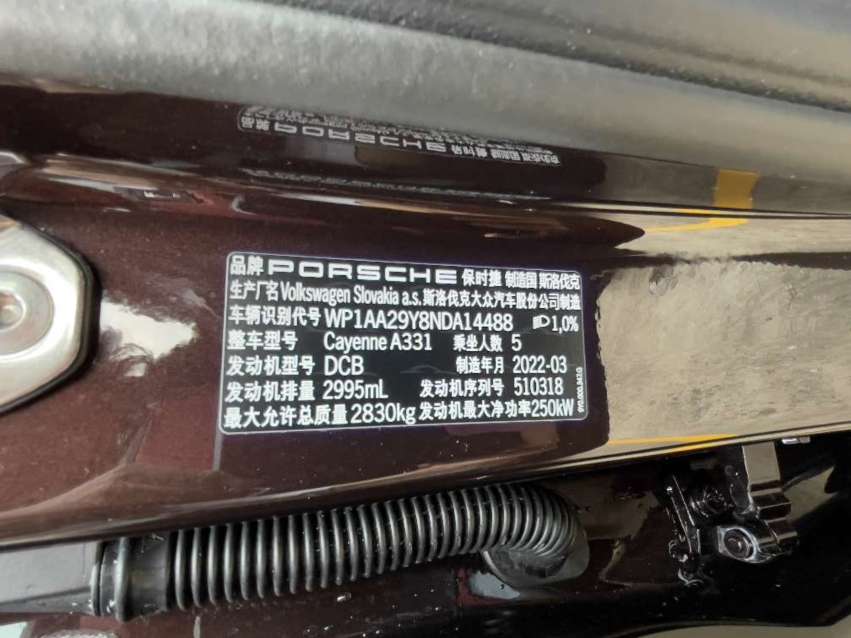 品牌 PORSCHE 保时捷 制造国 斯洛伐克
生产厂名 Volkswagen Slovakia a.s. 斯洛伐克大众汽车股份公司制造
车辆识别代号 WP1AA29Y8NDA14488 1,0%
整车型号 Cayenne A331 乘坐人数 5
发动机型号 DCB 制造年月 2022-03
发动机排量 2995mL 发动机序列号 510318
最大允许总质量 2830kg 发动机最大净功率 250kW